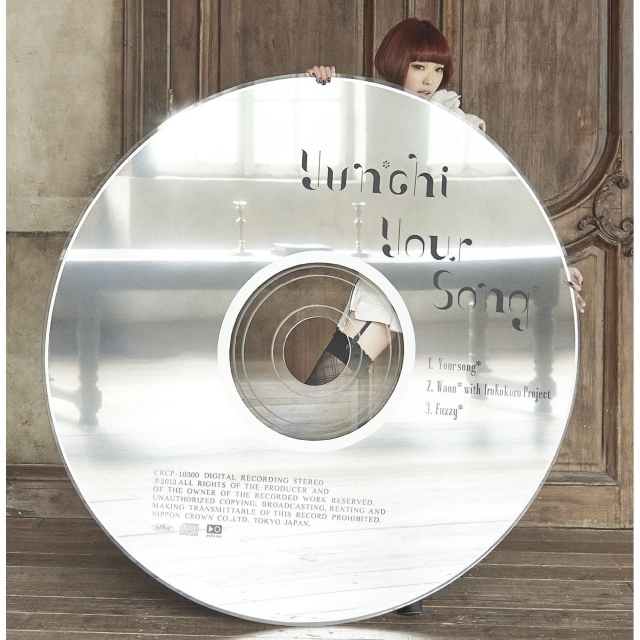 Yun*chi
Your
Song*
1. Your song*
2. Waon* with IroKokoro Project
3. Fuzzy*
CRCP-10300 DIGITAL RECORDING STEREO
℗2013 ALL RIGHTS OF THE PRODUCER AND
OF THE OWNER OF THE RECORDED WORK RESERVED.
UNAUTHORIZED COPYING, BROADCASTING, RENTING AND
MAKING TRANSMITTABLE OF THIS RECORD PROHIBITED.
NIPPON CROWN CO., LTD. TOKYO JAPAN.